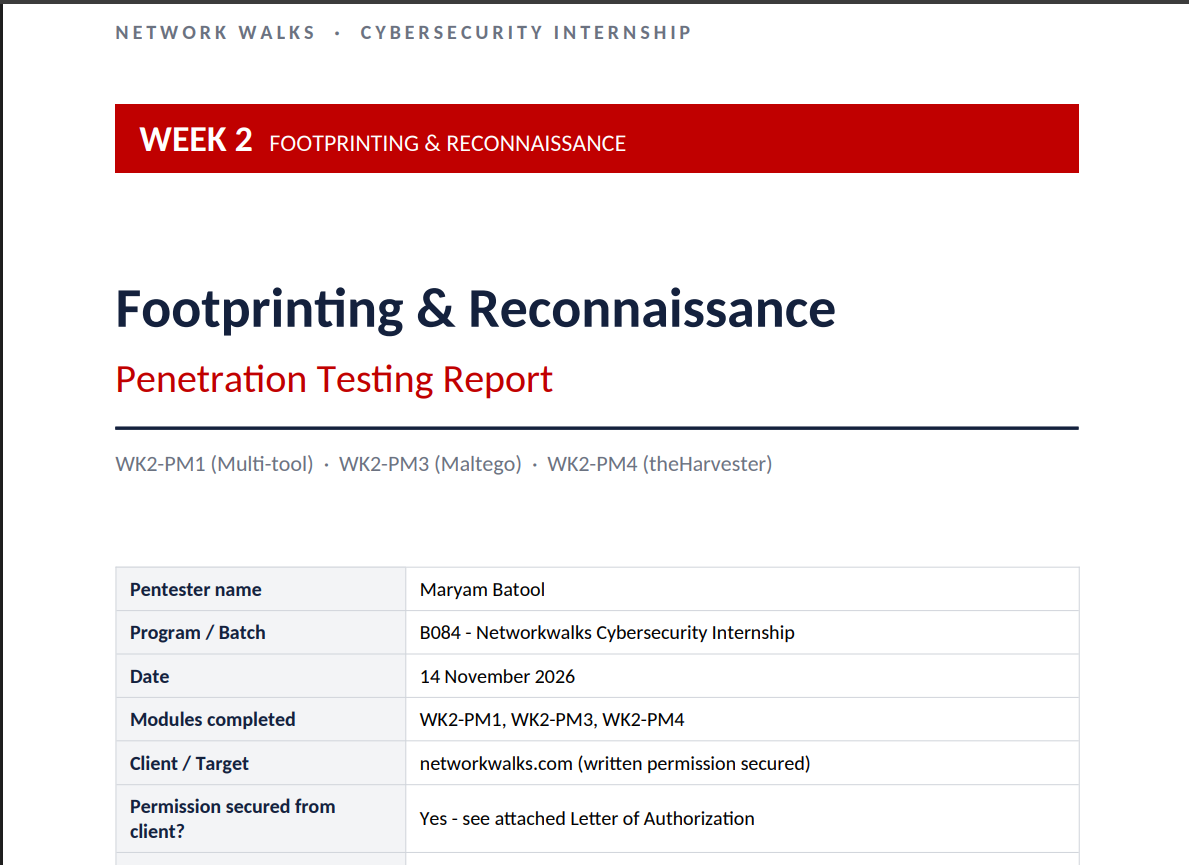 NETWORK WALKS · CYBERSECURITY INTERNSHIP
WEEK 2 FOOTPRINTING & RECONNAISSANCE
Footprinting & Reconnaissance
Penetration Testing Report
WK2-PM1 (Multi-tool) · WK2-PM3 (Maltego) · WK2-PM4 (theHarvester)
Pentester name Maryam Batool
Program / Batch B084 - Networkwalks Cybersecurity Internship
Date 14 November 2026
Modules completed WK2-PM1, WK2-PM3, WK2-PM4
Client / Target networkwalks.com (written permission secured)
Permission secured from
client? Yes - see attached Letter of Authorization